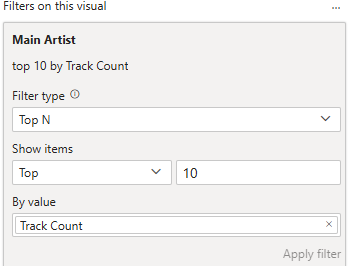 Filters on this visual ...
Main Artist
top 10 by Track Count
Filter type
Top N
Show items
Top 10
By value
Track Count
Apply filter